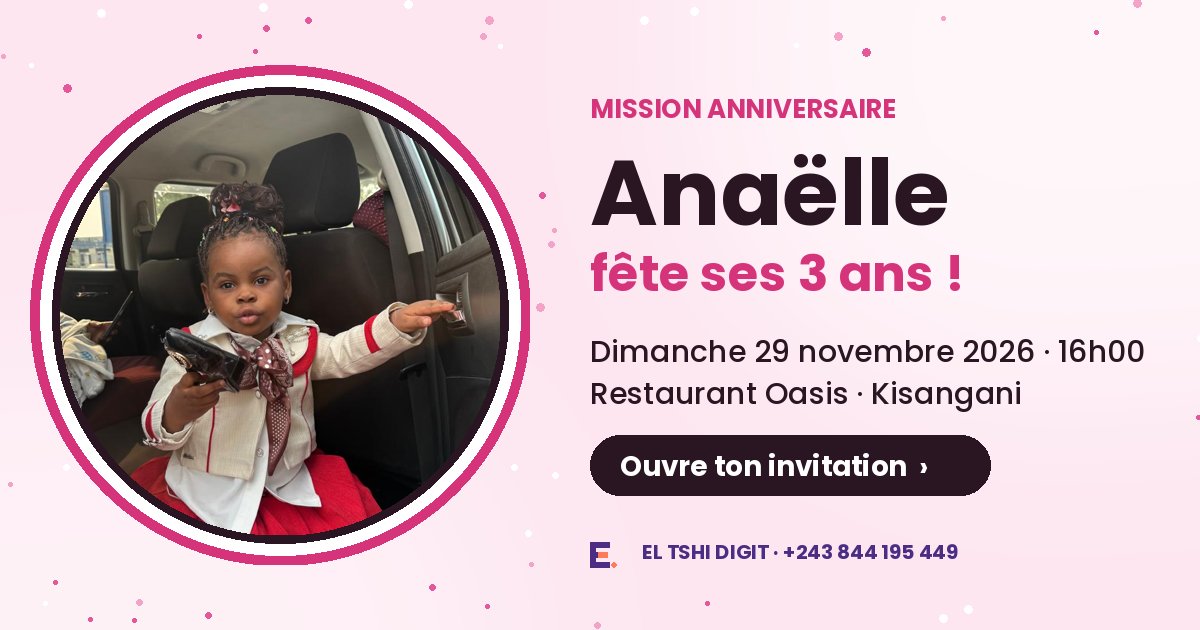 MISSION ANNIVERSAIRE
Anaëlle
fête ses 3 ans !
Dimanche 29 novembre 2026 · 16h00
Restaurant Oasis · Kisangani
Ouvre ton invitation ›
E. EL TSHI DIGIT · +243 844 195 449